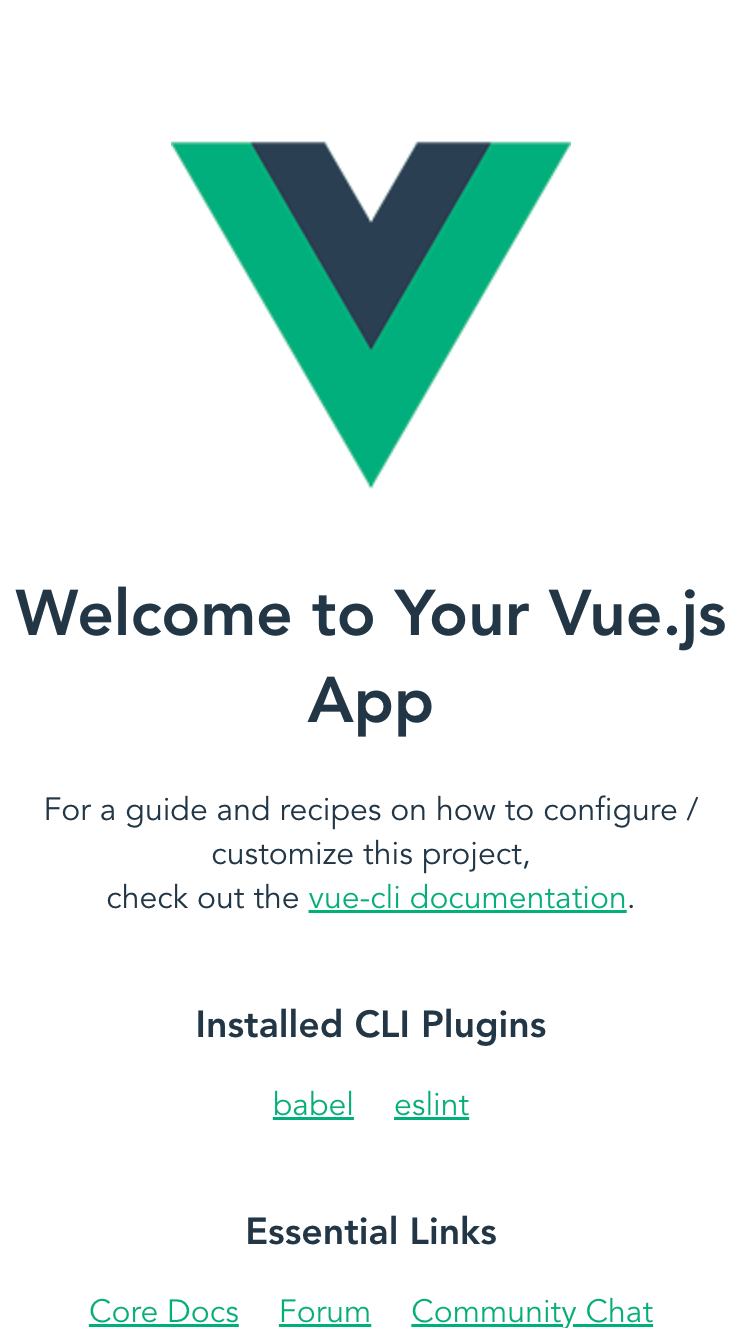 Welcome to Your Vue.js
App
For a guide and recipes on how to configure /
customize this project,
check out the vue-cli documentation.
Installed CLI Plugins
babel eslint
Essential Links
Core Docs Forum Community Chat